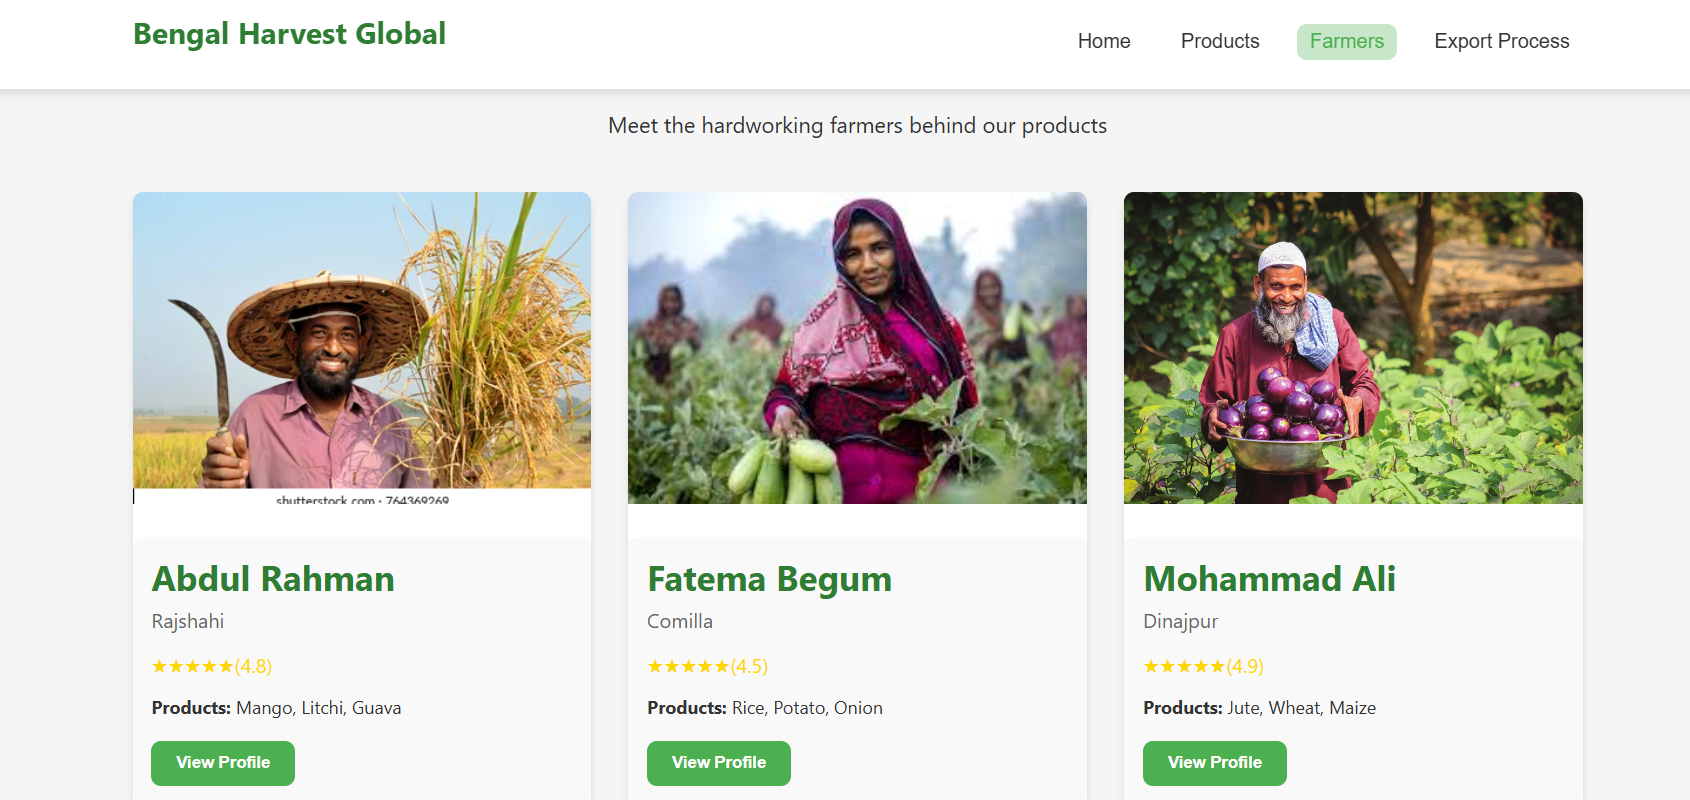 Bengal Harvest Global
Home Products Farmers Export Process
Meet the hardworking farmers behind our products
shutterstock.com · 764369269
Abdul Rahman
Rajshahi
★★★★★(4.8)
Products: Mango, Litchi, Guava
View Profile
Fatema Begum
Comilla
★★★★★(4.5)
Products: Rice, Potato, Onion
View Profile
Mohammad Ali
Dinajpur
★★★★★(4.9)
Products: Jute, Wheat, Maize
View Profile